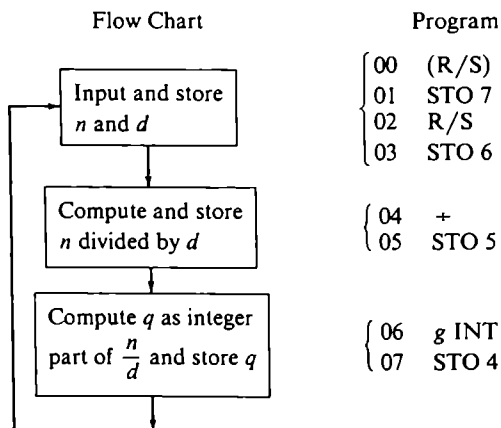 Flow Chart
Program
Input and store
n and d
00 (R/S)
01 STO 7
02 R/S
03 STO 6
Compute and store
n divided by d
04 +
05 STO 5
Compute q as integer
part of n/d and store q
06 g INT
07 STO 4